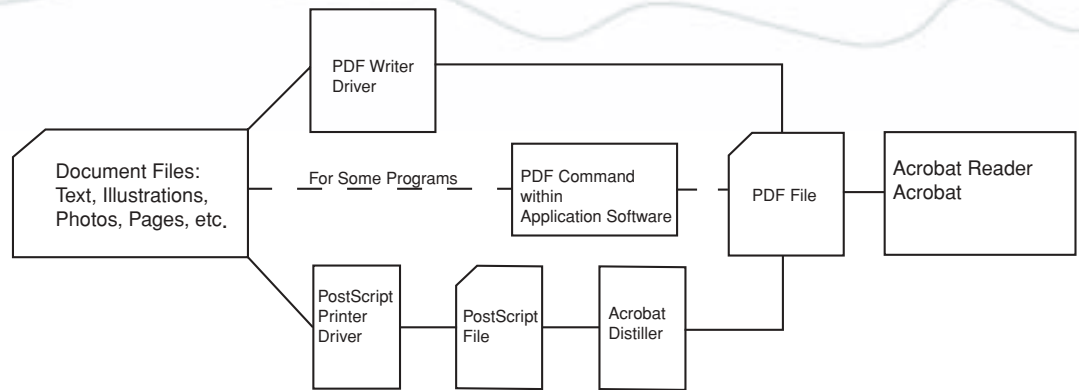 PDF Writer
Driver
Document Files:
Text, Illustrations,
Photos, Pages, etc.
For Some Programs
PDF Command
within
Application Software
PDF File
Acrobat Reader
Acrobat
PostScript
Printer
Driver
PostScript
File
Acrobat
Distiller